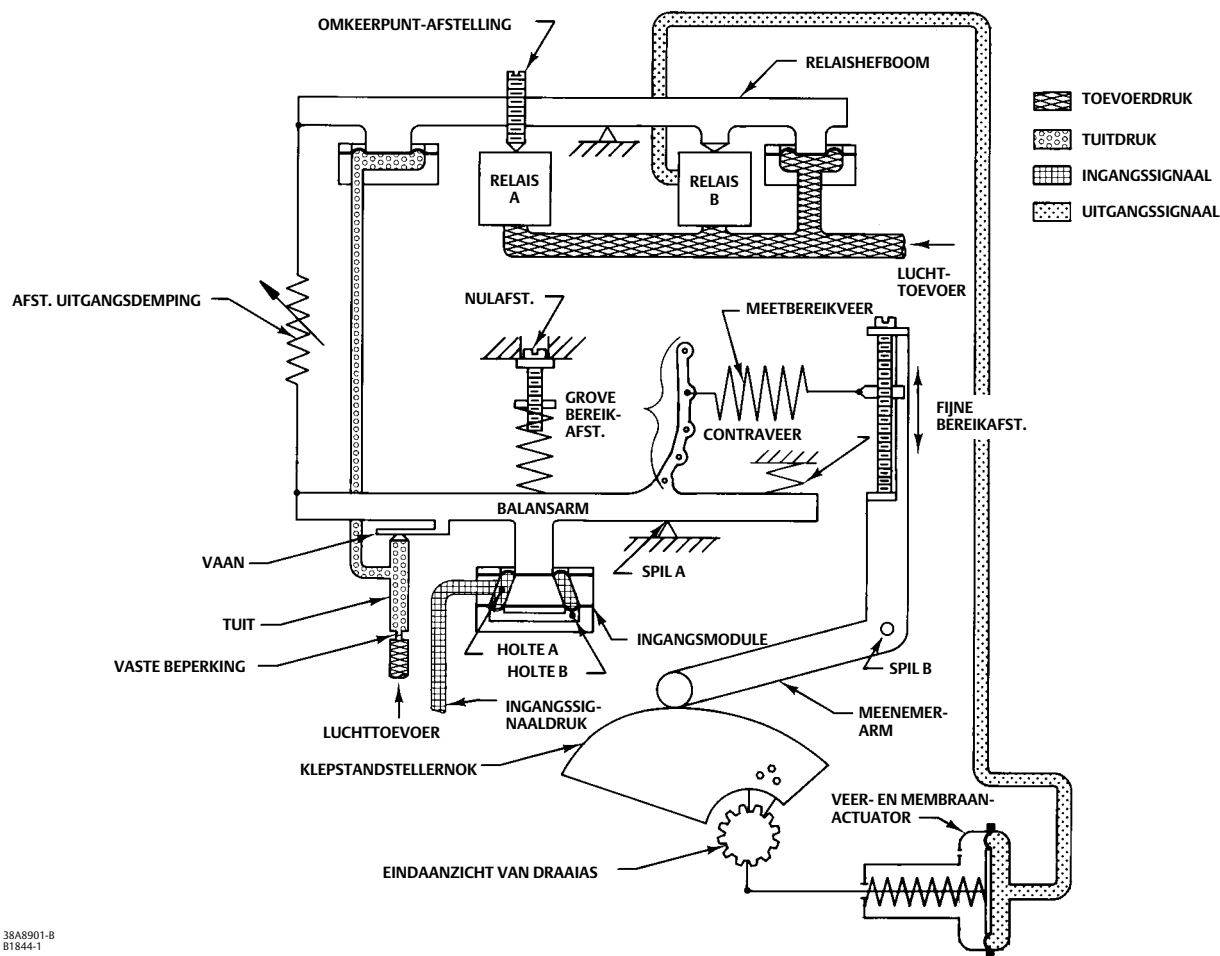 OMKEERPUNT-AFSTELLING
RELAISHEFBOOM
TOEVOERDRUK
TUITDRUK
INGANGSSIGNAAL
UITGANGSSIGNAAL
RELAIS
A
RELAIS
B
LUCHT-
TOEVOER
AFST. UITGANGSDEMPING
NULAFST.
MEETBEREIKVEER
GROVE
BEREIK-
AFST.
CONTRAVEER
FIJNE
BEREIKAFST.
BALANSARM
VAAN
SPIL A
TUIT
INGANGSMODULE
VASTE BEPERKING
HOLTE A
HOLTE B
SPIL B
INGANGSSIG-
NAALDRUK
LUCHTTOEVOER
MEENEMER-
ARM
KLEPSTANDSTELLERNOK
VEER- EN MEMBRAAN-
ACTUATOR
EINDAANZICHT VAN DRAAIAS
38A8901-B
B1844-1